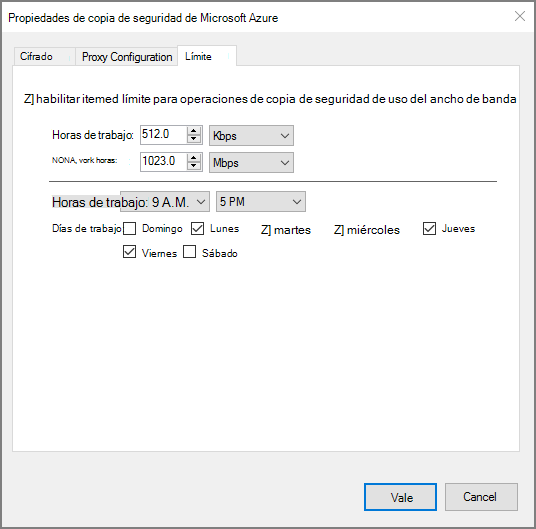 Propiedades de copia de seguridad de Microsoft Azure
Cifrado Proxy Configuration Límite
Z] habilitar itemed límite para operaciones de copia de seguridad de uso del ancho de banda
Horas de trabajo: 512.0 Kbps
NONA, vork horas: 1023.0 Mbps
Horas de trabajo: 9 A.M. 5 PM
Días de trabajo Domingo Lunes Z] martes Z] miércoles Jueves
Viernes Sábado
Vale Cancel